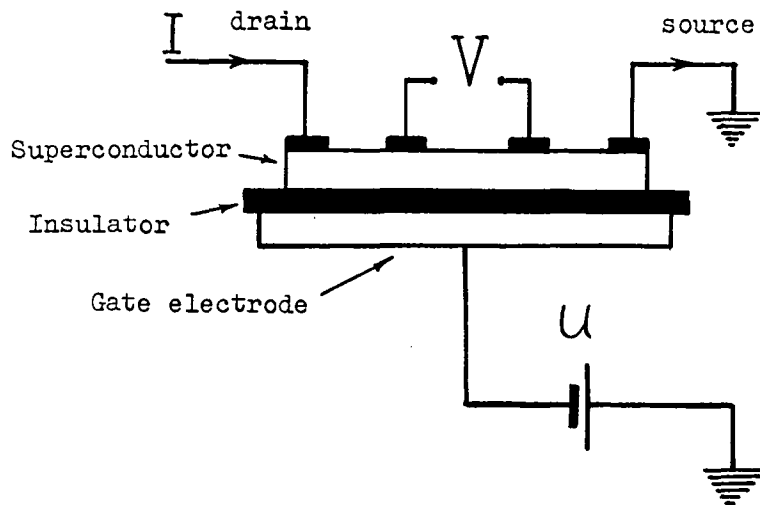 I
drain
V
source
Superconductor
Insulator
Gate electrode
U